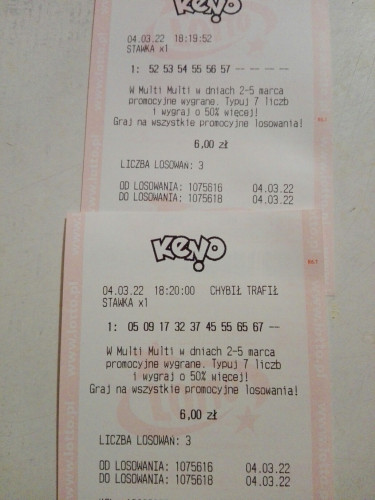 Keno
04.03.22 18:19:52
STAWKA x1
1: 52 53 54 55 56 57 -- -- -- --
W Multi Multi w dniach 2-5 marca
promocyjne wygrane. Typuj 7 liczb
i wygraj o 50% więcej!
Graj na wszystkie promocyjne losowania!
6,00 zł
LICZBA LOSOWAŃ: 3
OD LOSOWANIA: 1075616 04.03.22
DO LOSOWANIA: 1075618 04.03.22
Keno
04.03.22 18:20:00 CHYBIŁ TRAFIŁ
STAWKA x1
1: 05 09 17 32 37 45 55 65 67 --
W Multi Multi w dniach 2-5 marca
promocyjne wygrane. Typuj 7 liczb
i wygraj o 50% więcej!
Graj na wszystkie promocyjne losowania!
6,00 zł
LICZBA LOSOWAŃ: 3
OD LOSOWANIA: 1075616 04.03.22
DO LOSOWANIA: 1075618 04.03.22
www.lotto.pl